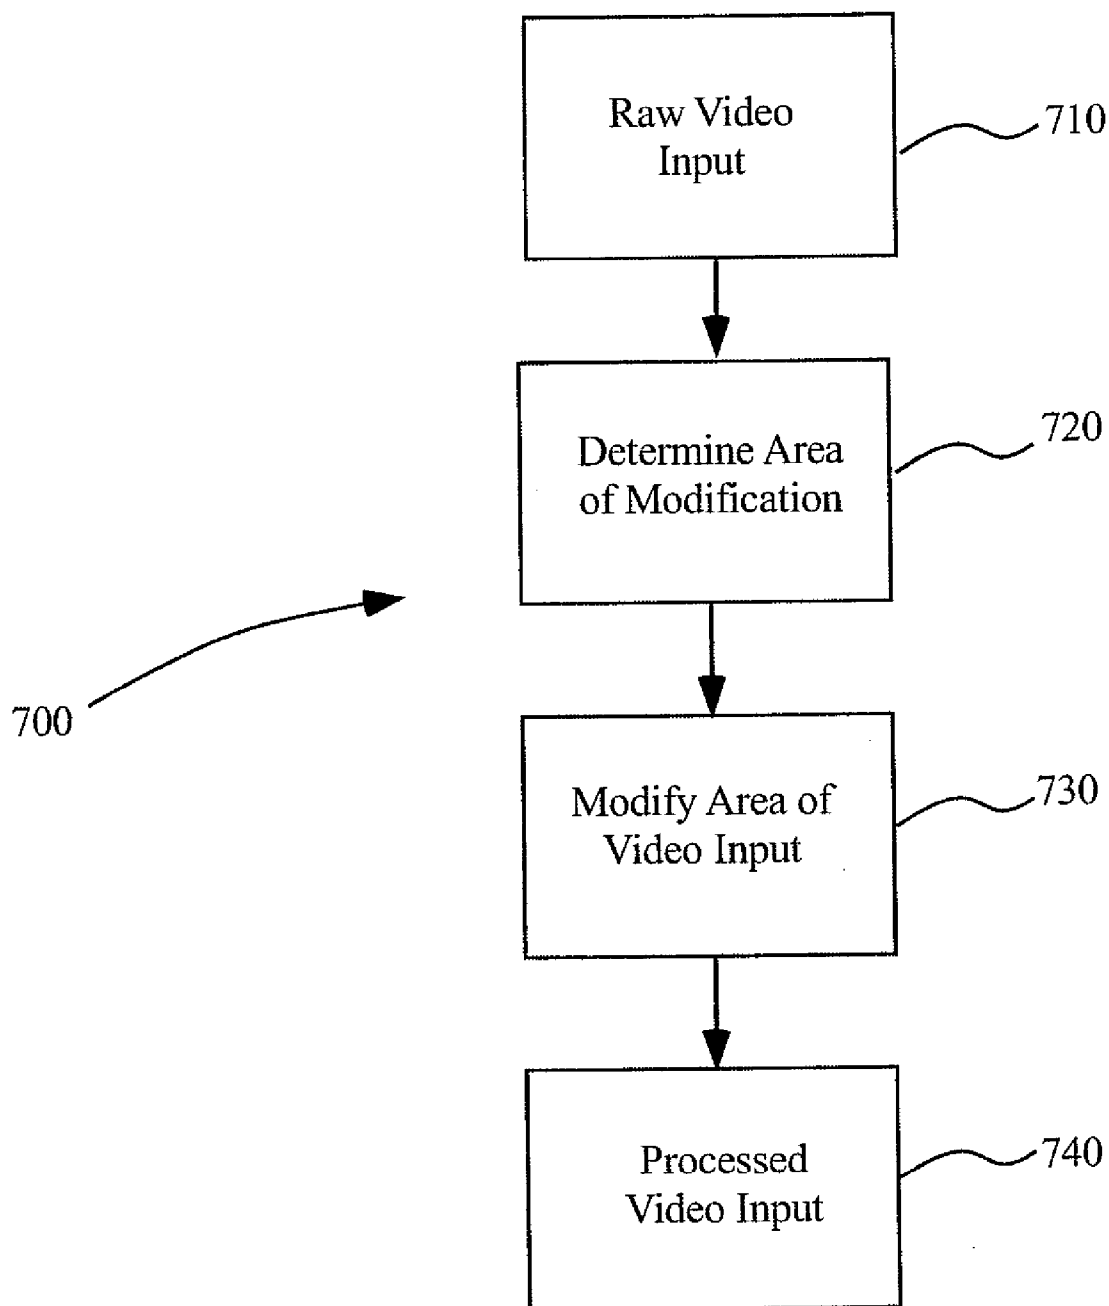 Raw Video
Input
710
Determine Area
of Modification
720
700
Modify Area of
Video Input
730
Processed
Video Input
740